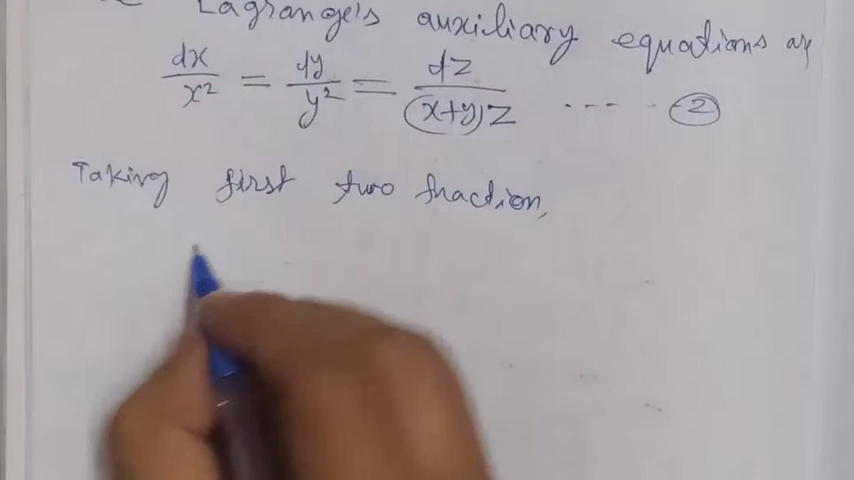 Lagrange's auxiliary equations are
dx/x² = dy/y² = dz/(x+y)z ---- . ②
Taking first two fraction,